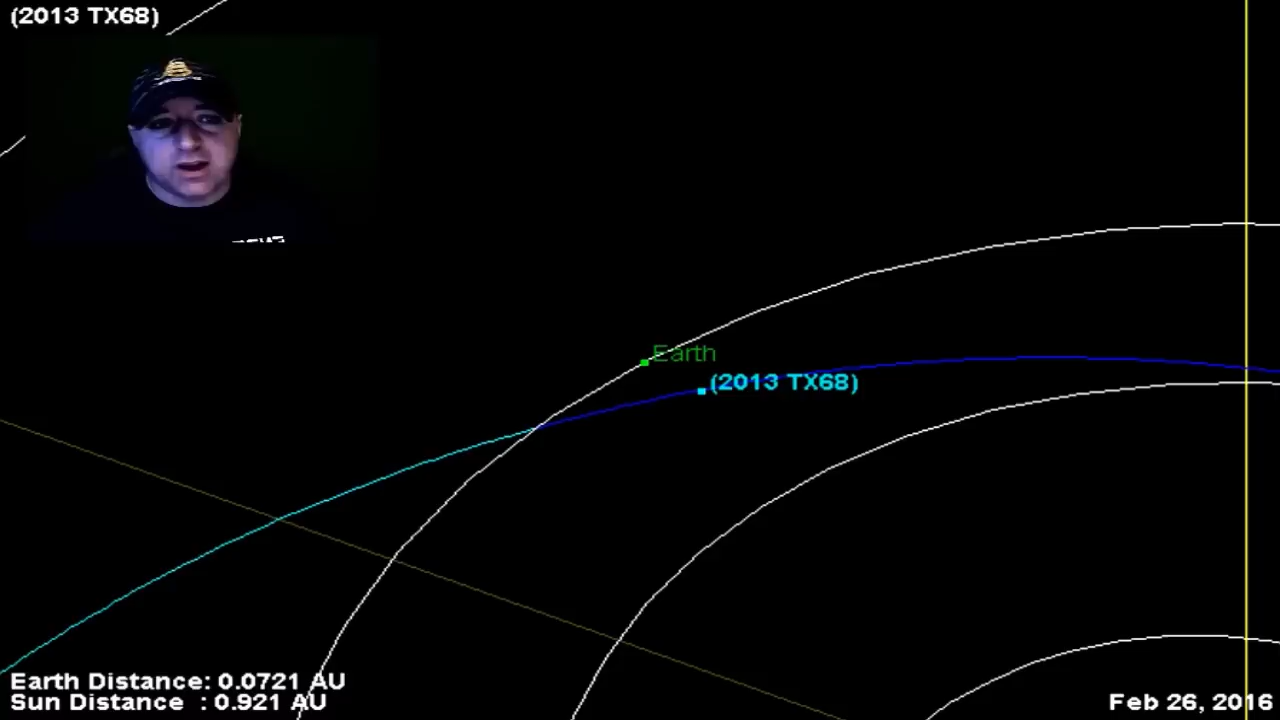 (2013 TX68)
Earth
(2013 TX68)
Earth Distance: 0.0721 AU
Sun Distance : 0.921 AU
Feb 26, 2016